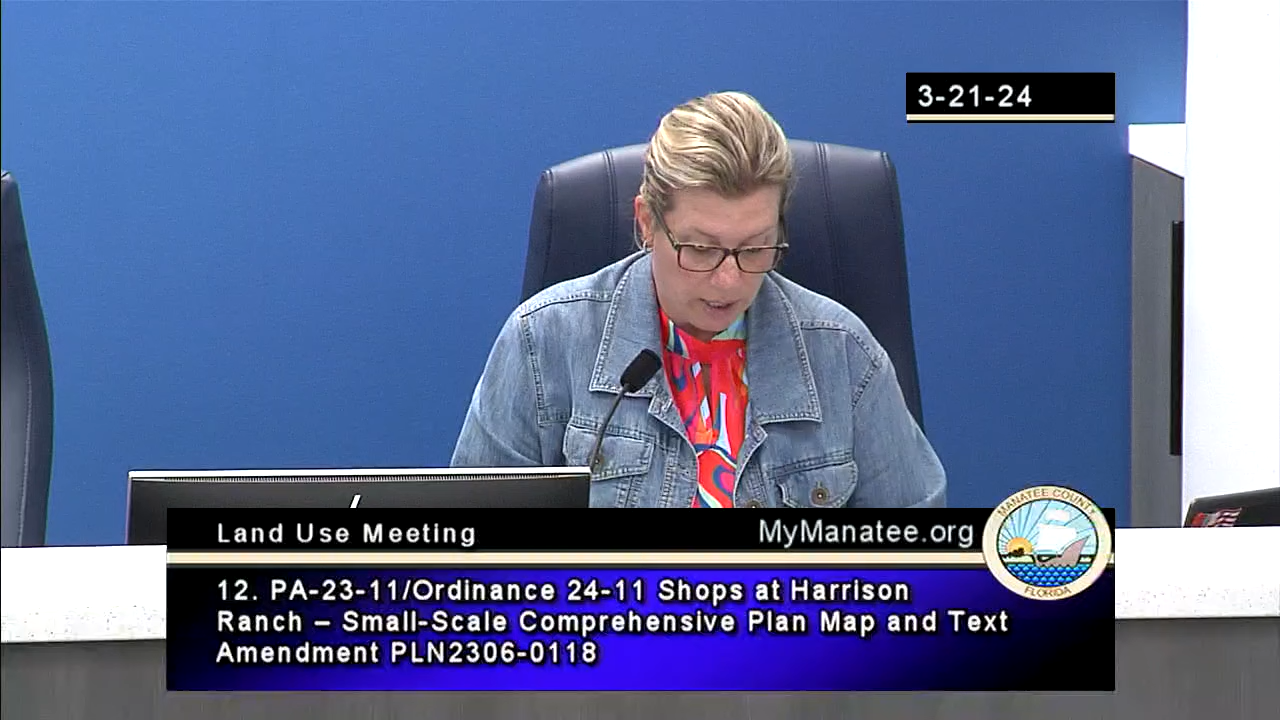 3-21-24
Land Use Meeting
MyManatee.org
MANATEE COUNTY
FLORIDA
12. PA-23-11/Ordinance 24-11 Shops at Harrison
Ranch – Small-Scale Comprehensive Plan Map and Text
Amendment PLN2306-0118